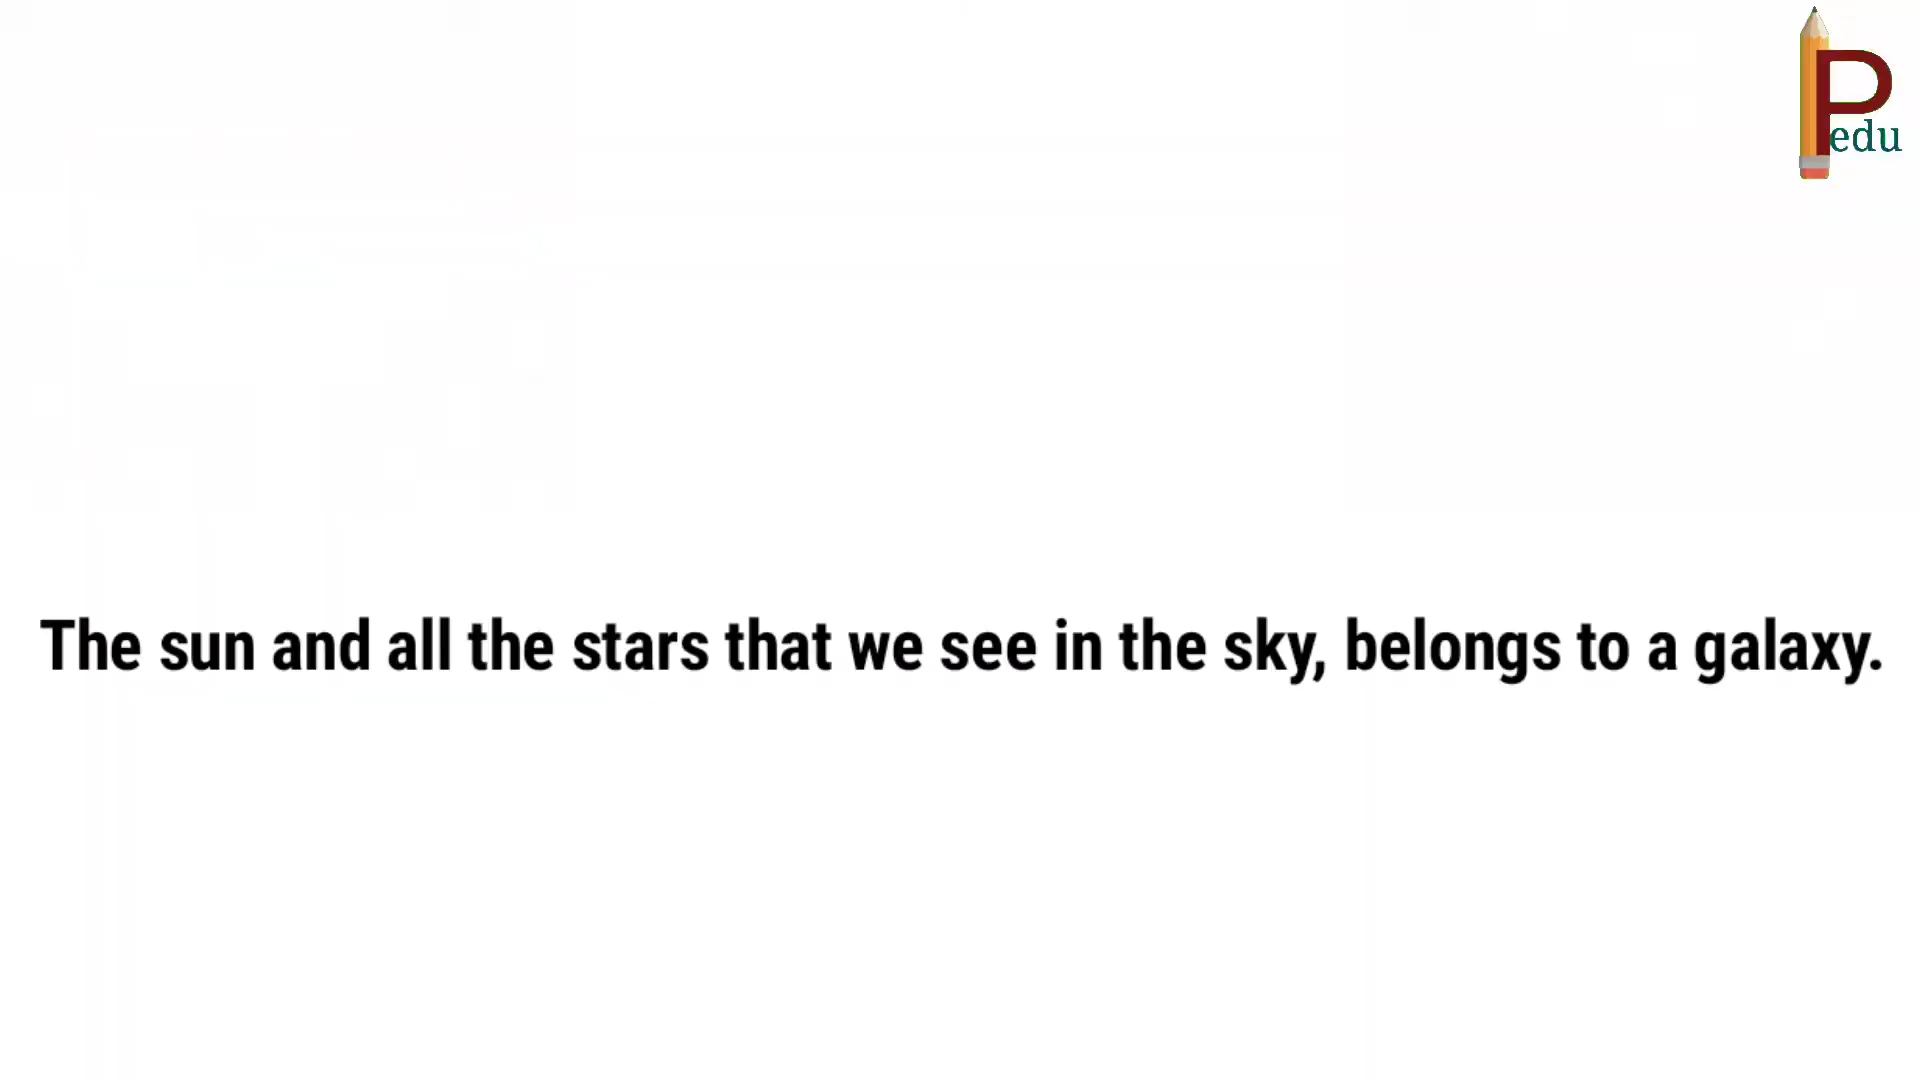 P
edu
The sun and all the stars that we see in the sky, belongs to a galaxy.